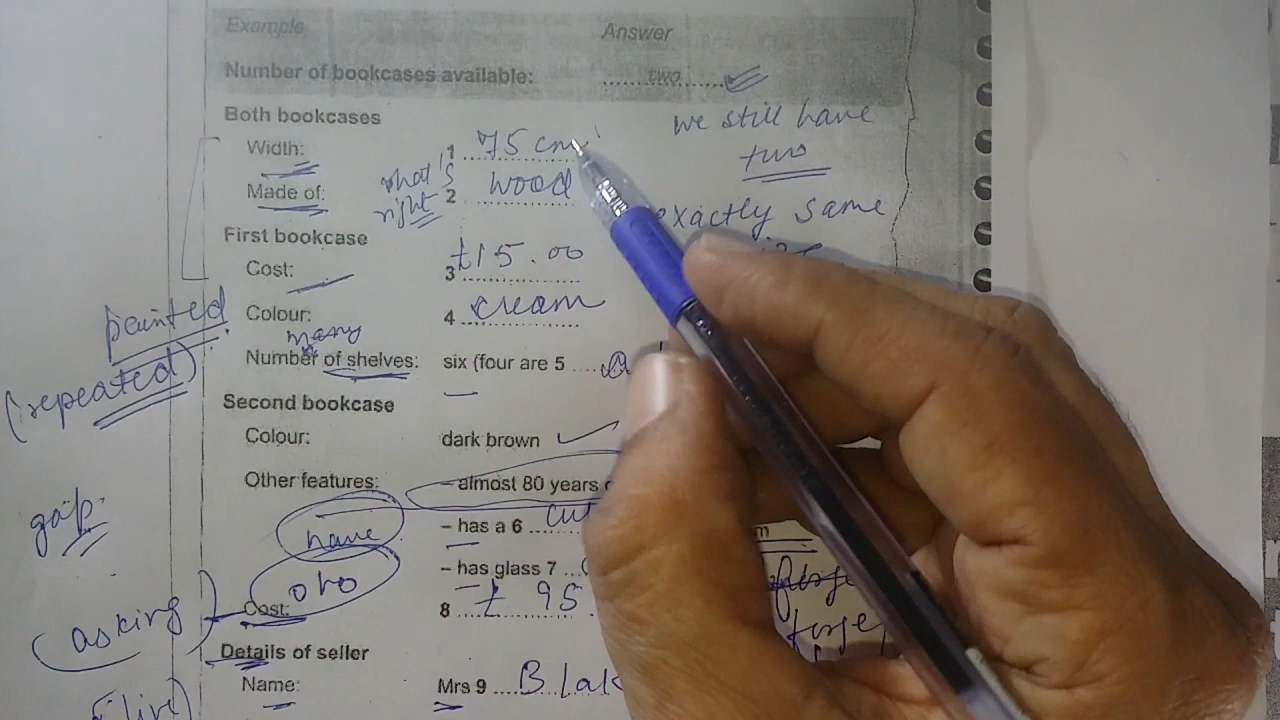 Example Answer
Number of bookcases available: two
Both bookcases
we still have
two
Width: 1 75 cm
what's
right
Made of: 2 wood
exactly same
First bookcase
Cost: 3 £15.00
Colour: 4 cream
painted
(repeated)
many
Number of shelves: six (four are 5
Second bookcase
Colour: dark brown
Other features: – almost 80 years
gap
have
– has a 6 cu
– has glass 7
oro
asking
Cost: 8 £ 95
Details of seller
Name: Mrs 9 Blak